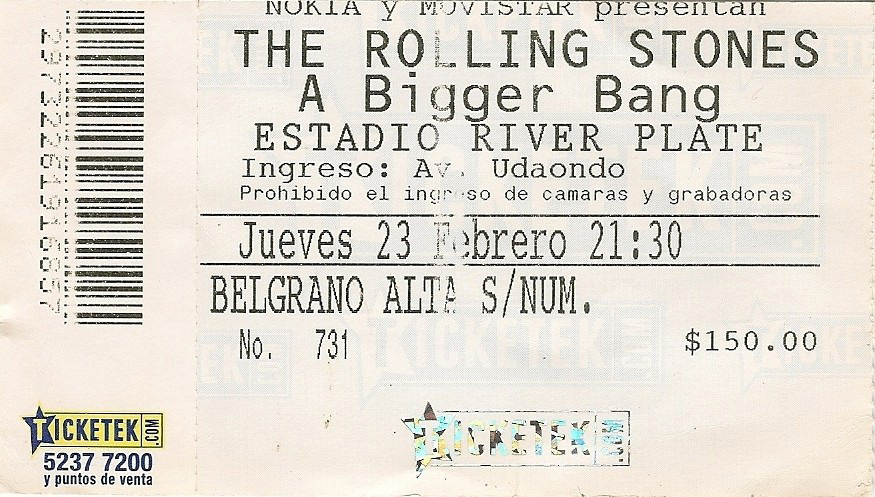 NOKIA y MOVISTAR presentan
THE ROLLING STONES
A Bigger Bang
ESTADIO RIVER PLATE
Ingreso: Av. Udaondo
Prohibido el ingreso de camaras y grabadoras
Jueves 23 Febrero 21:30
BELGRANO ALTA S/NUM.
No. 731
$150.00
TICKETEK.COM
5237 7200
y puntos de venta
TICKETEK.COM